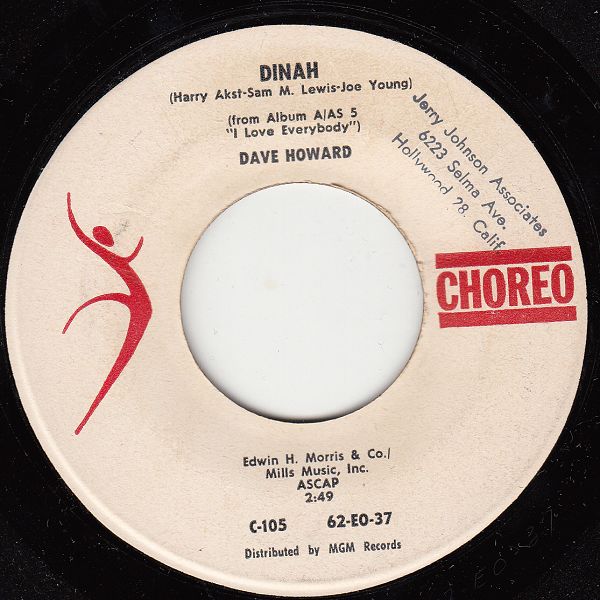 DINAH
(Harry Akst-Sam M. Lewis-Joe Young)
(from Album A/AS 5
"I Love Everybody")
DAVE HOWARD
Jerry Johnson Associates
6223 Selma Ave.
Hollywood 28, Calif
CHOREO
Edwin H. Morris & Co./
Mills Music, Inc.
ASCAP
2:49
C-105 62-EO-37
Distributed by MGM Records